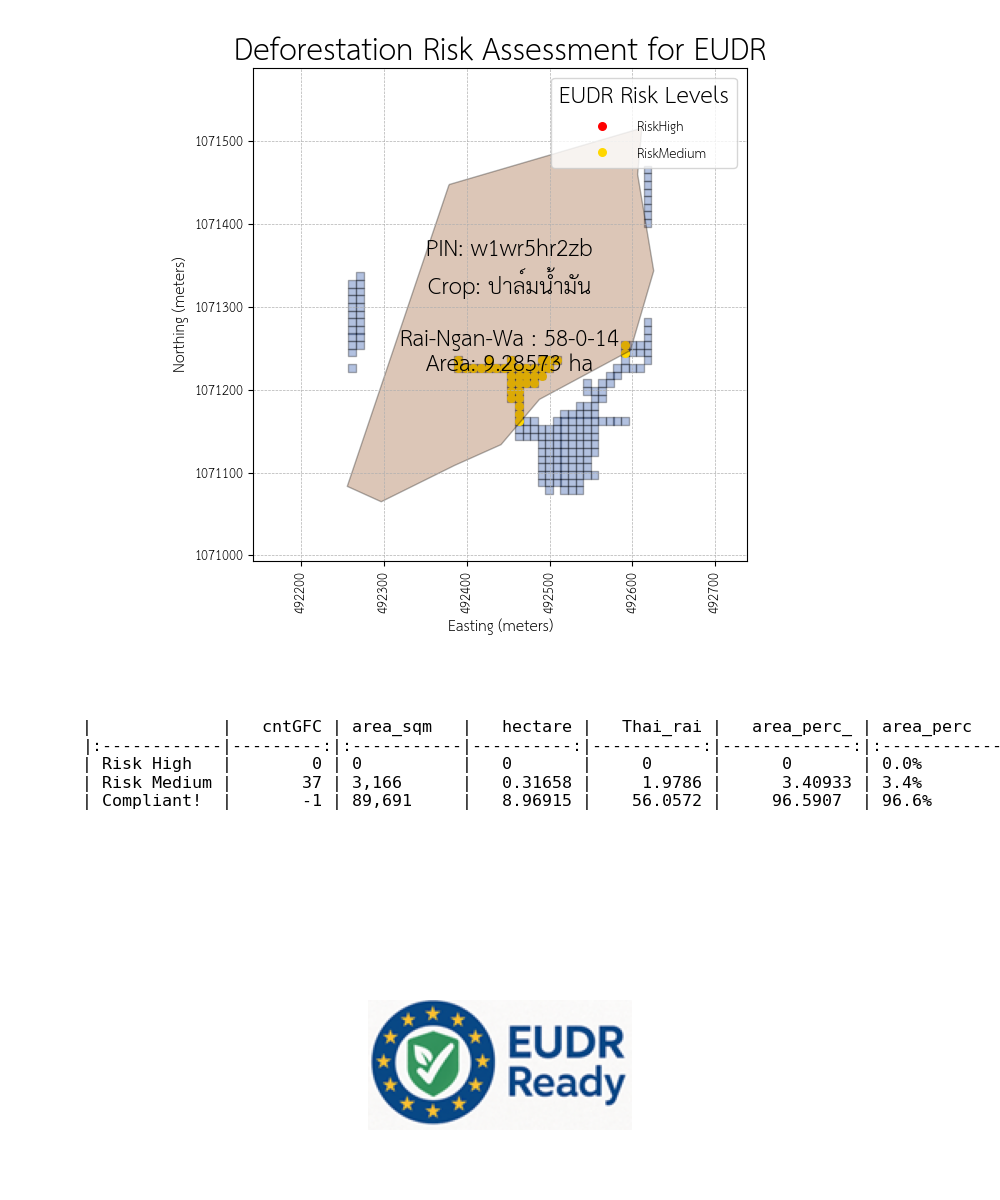 Deforestation Risk Assessment for EUDR
EUDR Risk Levels
RiskHigh
RiskMedium
1071500
1071400
1071300
1071200
1071100
1071000
Northing (meters)
PIN: w1wr5hr2zb
Crop: ปาล์มน้ำมัน
Rai-Ngan-Wa : 58-0-14
Area: 9.28573 ha
492200
492300
492400
492500
492600
492700
Easting (meters)
|             |   cntGFC | area_sqm   |   hectare |   Thai_rai |   area_perc_ | area_perc
|:------------|---------:|:-----------|----------:|-----------:|-------------:|:------------
| Risk High   |        0 | 0          |   0       |     0      |      0       | 0.0%
| Risk Medium |       37 | 3,166      |   0.31658 |     1.9786 |      3.40933 | 3.4%
| Compliant!  |       -1 | 89,691     |   8.96915 |    56.0572 |     96.5907  | 96.6%
EUDR
Ready